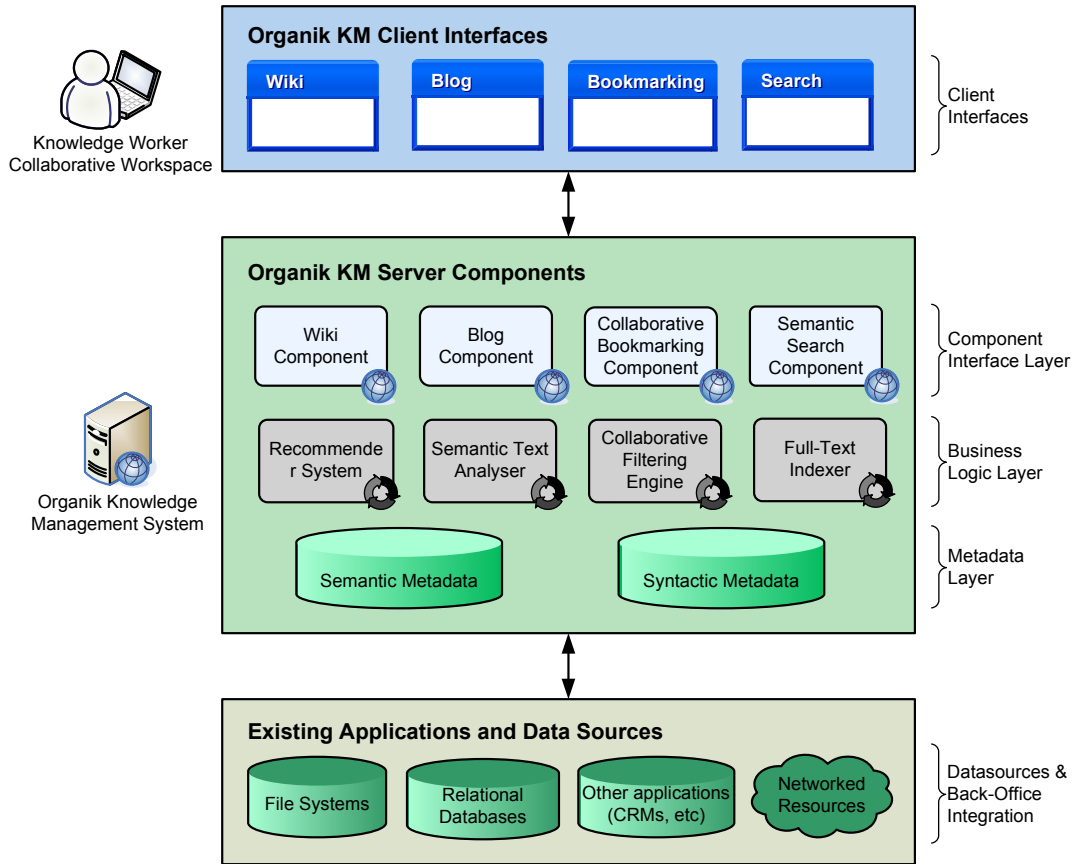 Organik KM Client Interfaces
Wiki
Blog
Bookmarking
Search
Knowledge Worker
Collaborative Workspace
Client
Interfaces
Organik KM Server Components
Wiki
Component
Blog
Component
Collaborative
Bookmarking
Component
Semantic
Search
Component
Component
Interface Layer
Recommende
r System
Semantic Text
Analyser
Collaborative
Filtering
Engine
Full-Text
Indexer
Business
Logic Layer
Organik Knowledge
Management System
Semantic Metadata
Syntactic Metadata
Metadata
Layer
Existing Applications and Data Sources
File Systems
Relational
Databases
Other applications
(CRMs, etc)
Networked
Resources
Datasources &
Back-Office
Integration